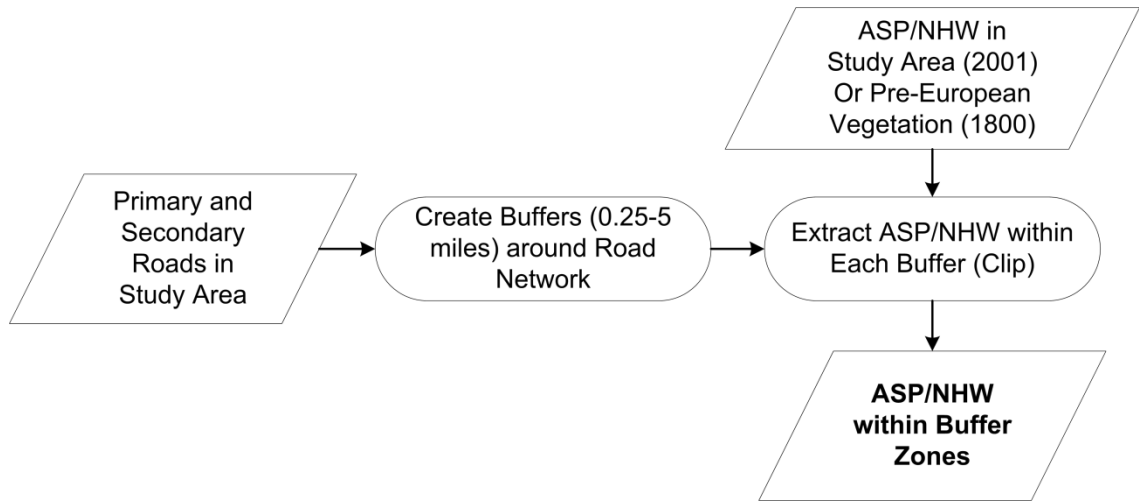 ASP/NHW in
Study Area (2001)
Or Pre-European
Vegetation (1800)
Primary and
Secondary
Roads in
Study Area
Create Buffers (0.25-5
miles) around Road
Network
Extract ASP/NHW within
Each Buffer (Clip)
ASP/NHW
within Buffer
Zones